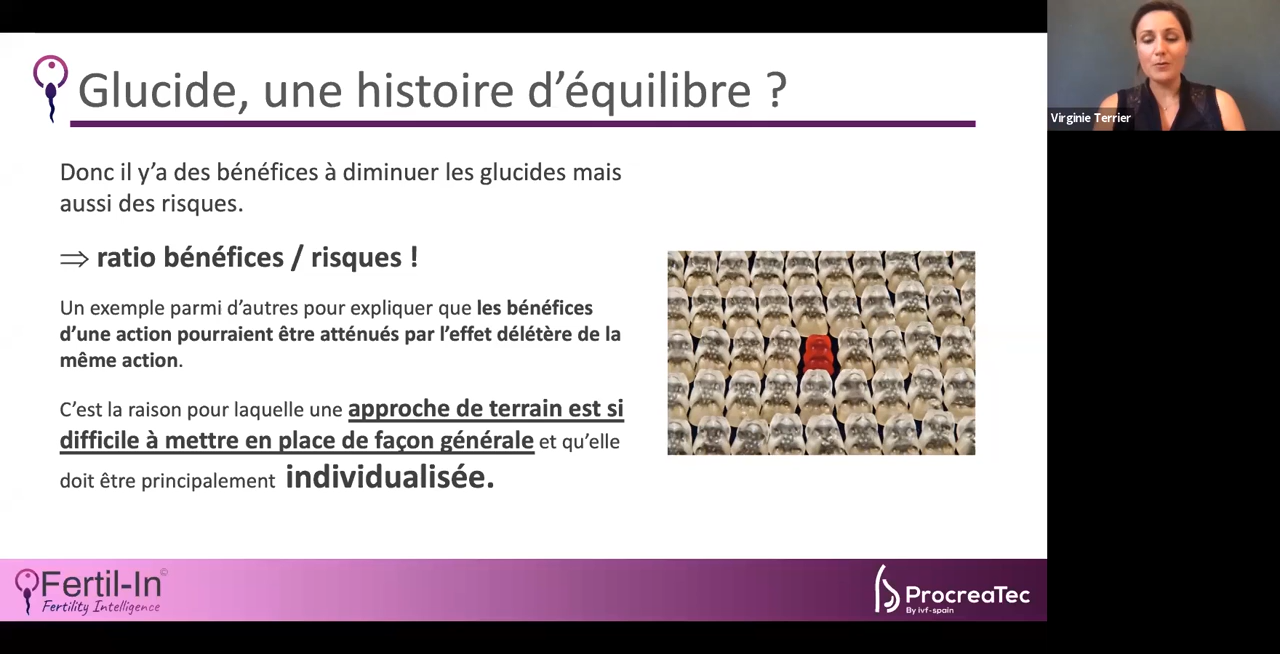 Glucide, une histoire d’équilibre ?
Virginie Terrier
Donc il y’a des bénéfices à diminuer les glucides mais
aussi des risques.
⇒ ratio bénéfices / risques !
Un exemple parmi d’autres pour expliquer que les bénéfices
d’une action pourraient être atténués par l’effet délétère de la
même action.
C’est la raison pour laquelle une approche de terrain est si
difficile à mettre en place de façon générale et qu’elle
doit être principalement individualisée.
Fertil-In©
Fertility Intelligence
ProcreaTec
By ivf-spain